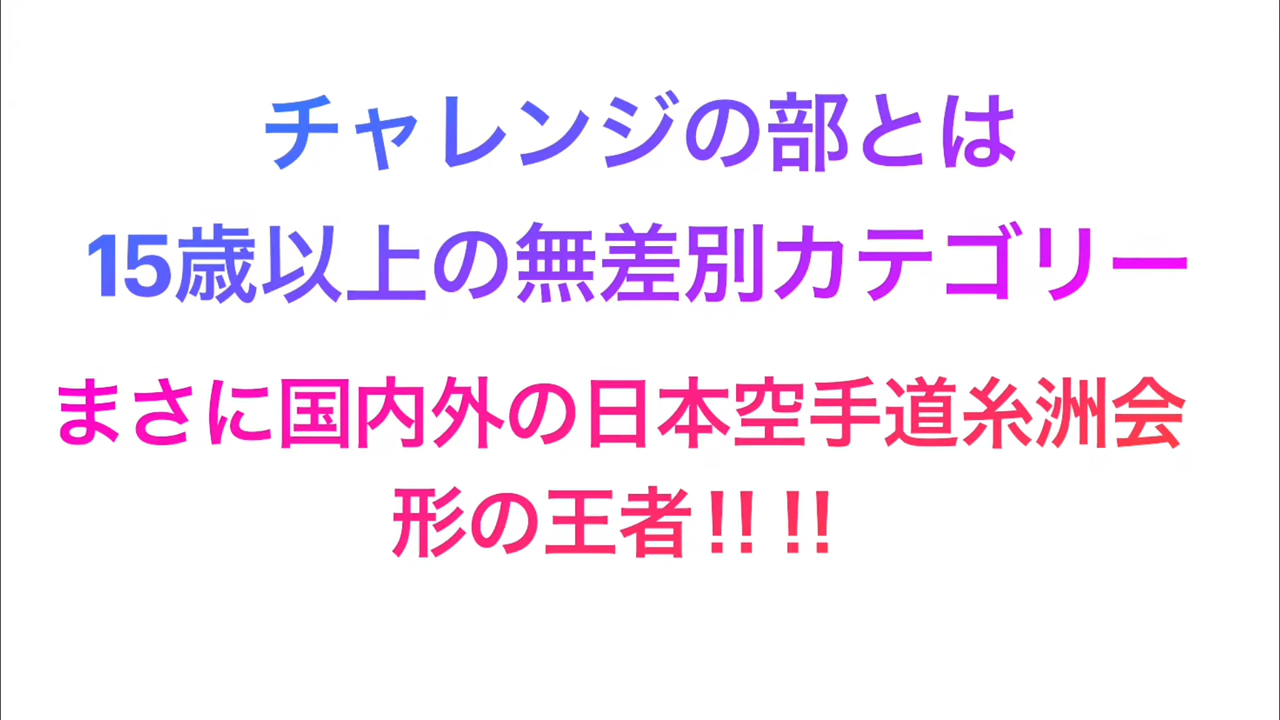 チャレンジの部とは
15歳以上の無差別カテゴリー
まさに国内外の日本空手道糸洲会
形の王者‼︎ ‼︎